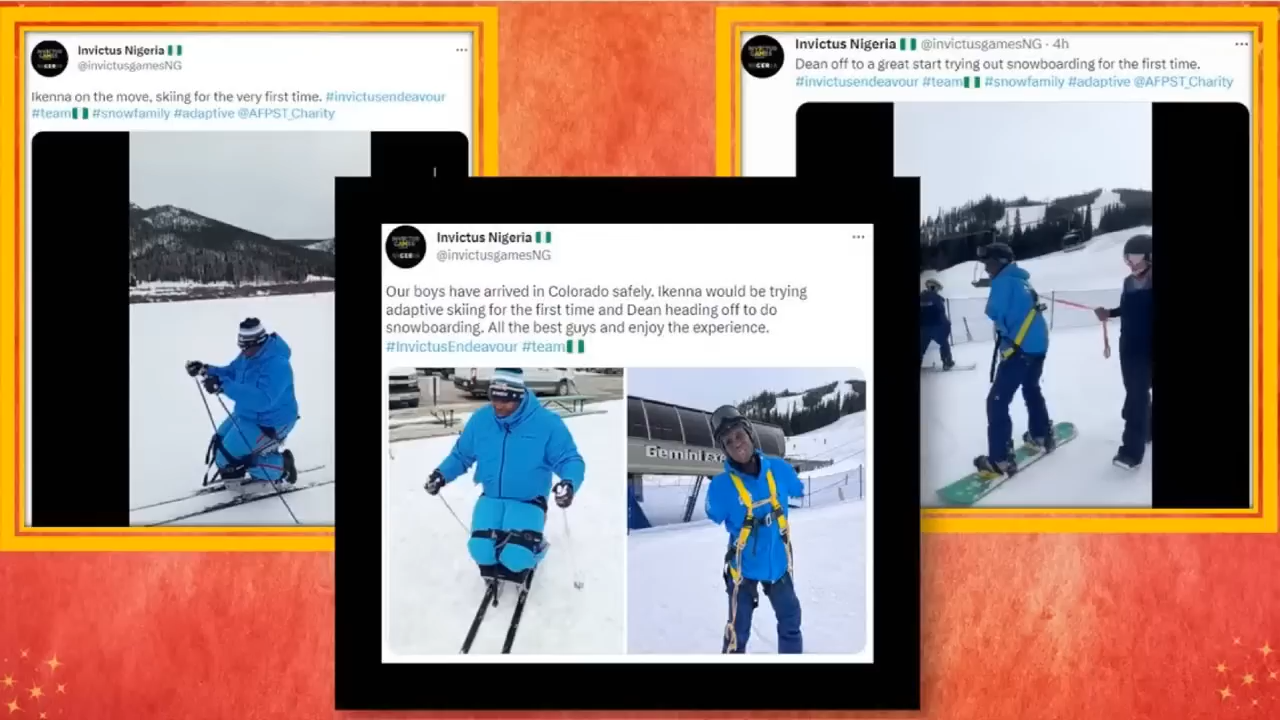 Invictus Nigeria 🇳🇬
@invictusgamesNG
Ikenna on the move, skiing for the very first time. #invictusendeavour
#team🇳🇬 #snowfamily #adaptive @AFPST_Charity
Invictus Nigeria 🇳🇬 @invictusgamesNG · 4h
Dean off to a great start trying out snowboarding for the first time.
#invictusendeavour #team🇳🇬 #snowfamily #adaptive @AFPST_Charity
Invictus Nigeria 🇳🇬
@invictusgamesNG
Our boys have arrived in Colorado safely. Ikenna would be trying
adaptive skiing for the first time and Dean heading off to do
snowboarding. All the best guys and enjoy the experience.
#InvictusEndeavour #team🇳🇬
Gemini